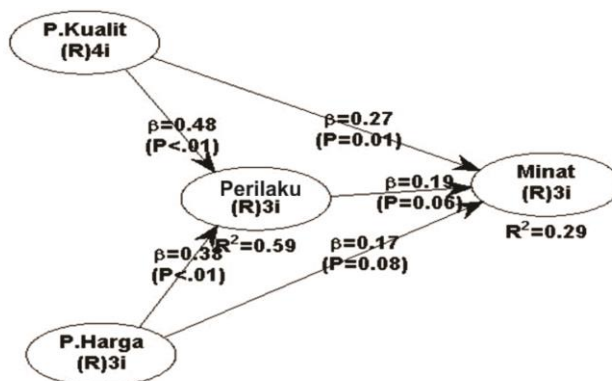 P.Kualit
(R)4i
β=0.48
(P<.01)
β=0.27
(P=0.01)
Perilaku
(R)3i
R²=0.59
β=0.19
(P=0.06)
Minat
(R)3i
R²=0.29
β=0.38
(P<.01)
β=0.17
(P=0.08)
P.Harga
(R)3i